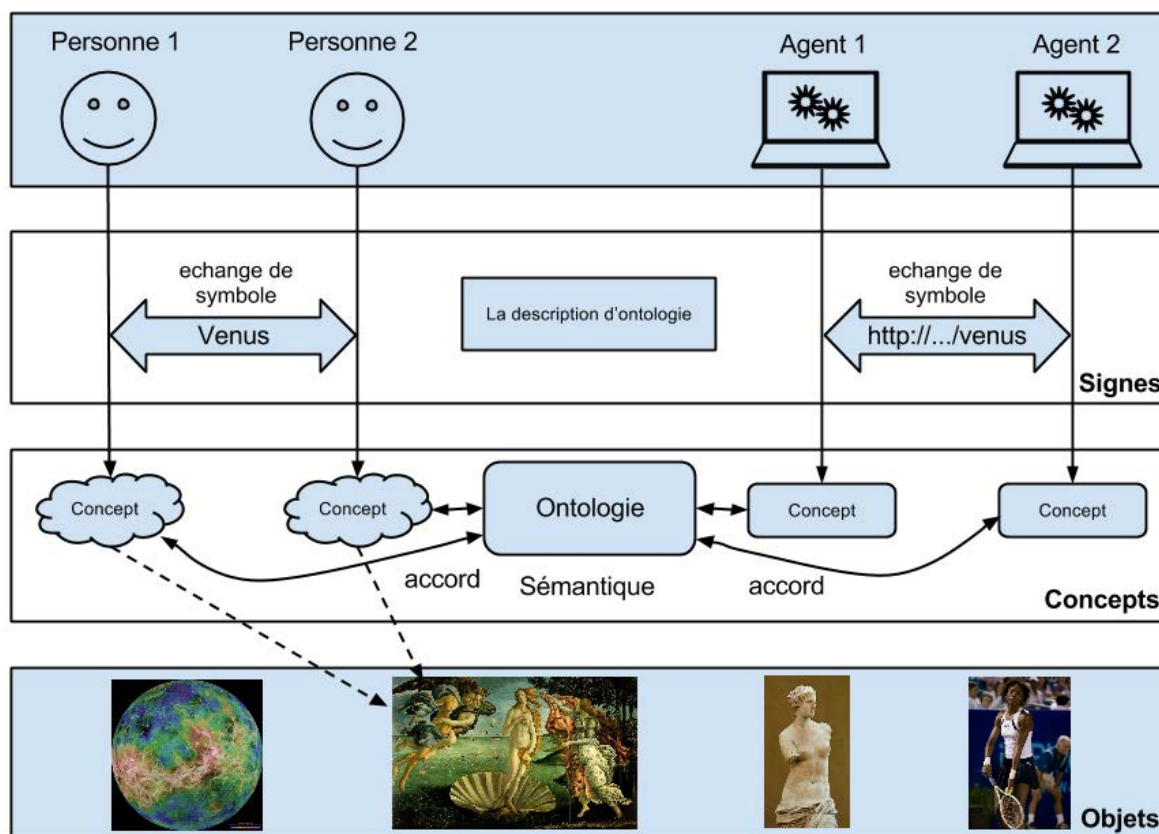 Personne 1
Personne 2
Agent 1
Agent 2
echange de
symbole
Venus
La description d'ontologie
echange de
symbole
http://.../venus
Signes
Concept
Concept
Ontologie
Concept
Concept
accord
Sémantique
accord
Concepts
Objets